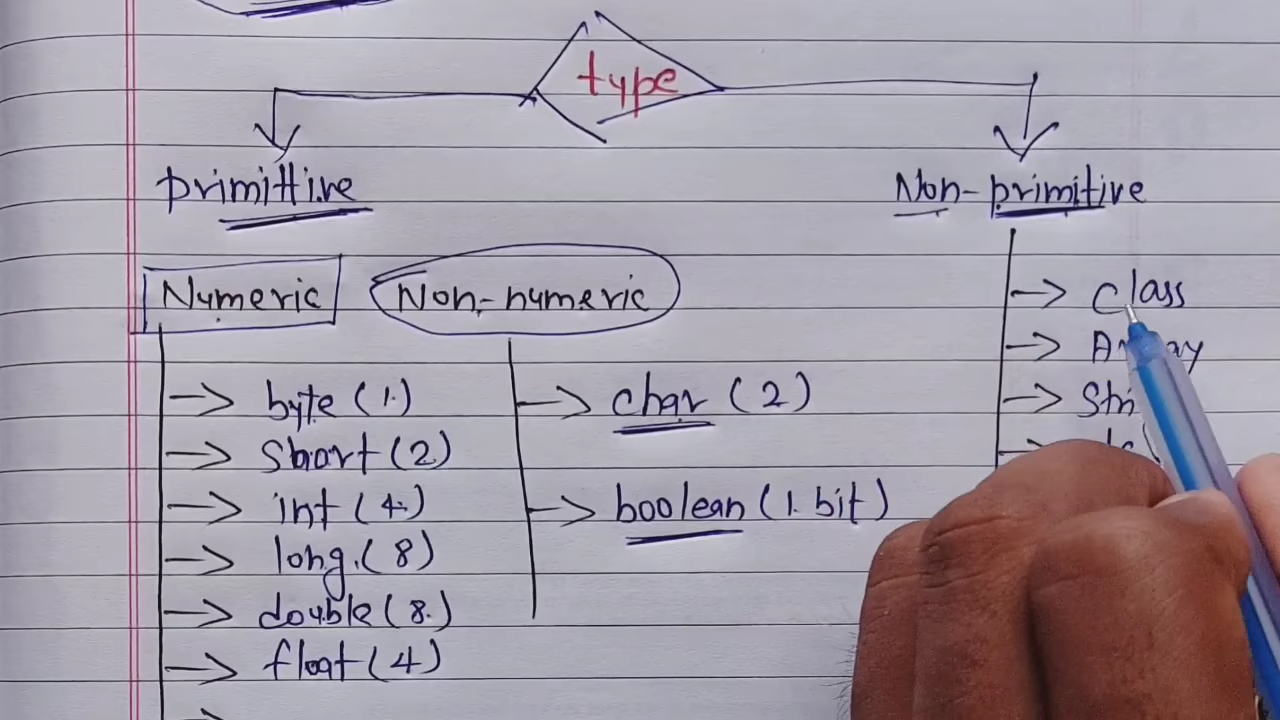 type
primittive
Non-primitive
Numeric
Non-numeric
class
byte (1)
char (2)
short (2)
int (4)
boolean (1 bit)
long (8)
double (8)
float (4)